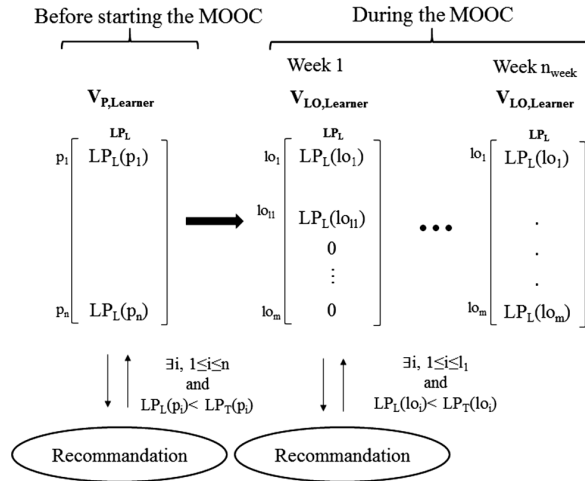 Before starting the MOOC
During the MOOC
Week 1
Week n_week
V_P,Learner
V_LO,Learner
V_LO,Learner
LP_L
LP_L
LP_L
p_1 LP_L(p_1)
lo_1 LP_L(lo_1)
lo_1 LP_L(lo_1)
lo_l1 LP_L(lo_l1)
0
⋮
•••
.
.
.
p_n LP_L(p_n)
lo_m 0
lo_m LP_L(lo_m)
∃i, 1≤i≤n
and
LP_L(p_i)< LP_T(p_i)
∃i, 1≤i≤l_1
and
LP_L(lo_i)< LP_T(lo_i)
Recommandation
Recommandation